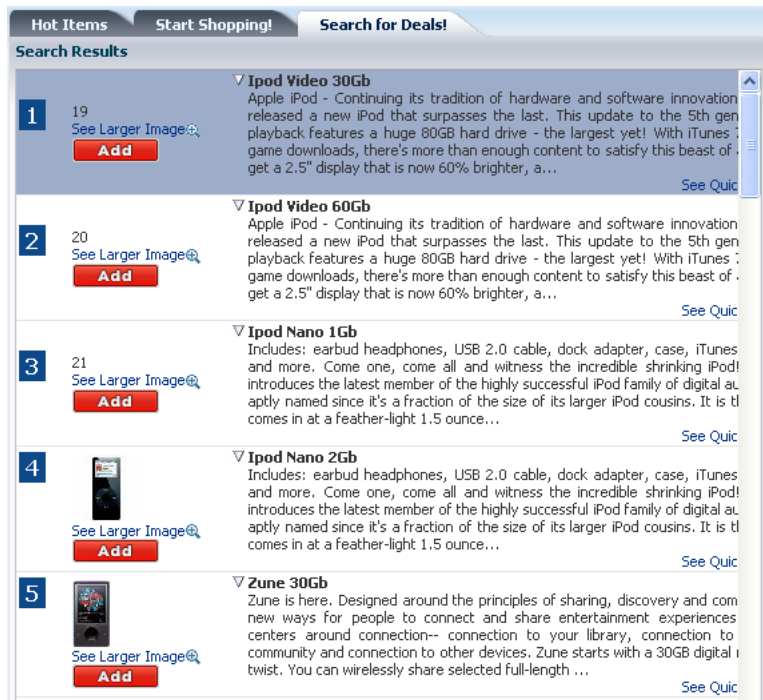 Hot Items
Start Shopping!
Search for Deals!
Search Results
1
19
See Larger Image
Add
Ipod Video 30Gb
Apple iPod - Continuing its tradition of hardware and software innovation
released a new iPod that surpasses the last. This update to the 5th gen
playback features a huge 80GB hard drive - the largest yet! With iTunes
game downloads, there's more than enough content to satisfy this beast of
get a 2.5" display that is now 60% brighter, a...
See Quic
2
20
See Larger Image
Add
Ipod Video 60Gb
Apple iPod - Continuing its tradition of hardware and software innovation
released a new iPod that surpasses the last. This update to the 5th gen
playback features a huge 80GB hard drive - the largest yet! With iTunes
game downloads, there's more than enough content to satisfy this beast of
get a 2.5" display that is now 60% brighter, a...
See Quic
3
21
See Larger Image
Add
Ipod Nano 1Gb
Includes: earbud headphones, USB 2.0 cable, dock adapter, case, iTunes
and more. Come one, come all and witness the incredible shrinking iPod!
introduces the latest member of the highly successful iPod family of digital au
aptly named since it's a fraction of the size of its larger iPod cousins. It is
comes in at a feather-light 1.5 ounce...
See Quic
4
See Larger Image
Add
Ipod Nano 2Gb
Includes: earbud headphones, USB 2.0 cable, dock adapter, case, iTunes
and more. Come one, come all and witness the incredible shrinking iPod!
introduces the latest member of the highly successful iPod family of digital au
aptly named since it's a fraction of the size of its larger iPod cousins. It is
comes in at a feather-light 1.5 ounce...
See Quic
5
See Larger Image
Add
Zune 30Gb
Zune is here. Designed around the principles of sharing, discovery and com
new ways for people to connect and share entertainment experiences
centers around connection-- connection to your library, connection to
community and connection to other devices. Zune starts with a 30GB digital
twist. You can wirelessly share selected full-length ...
See Quic